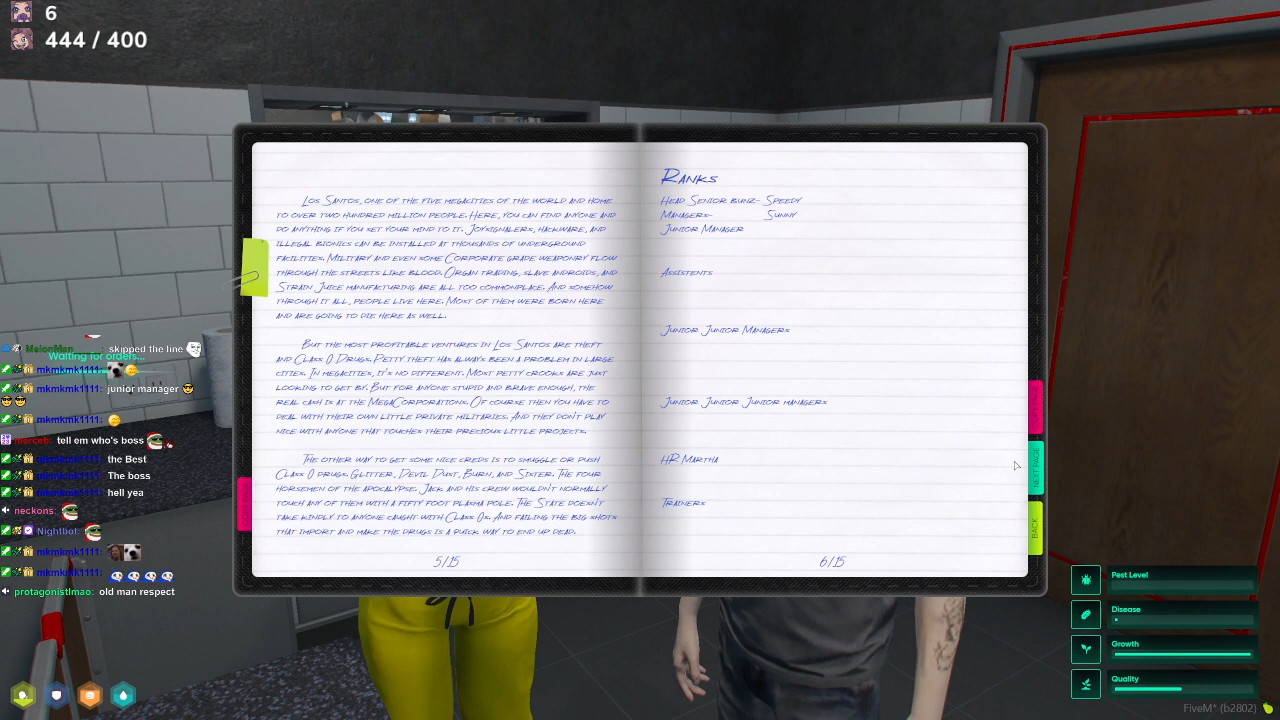 6
444 / 400
Los Santos, one of the five megacities of the world and home
to over two hundred million people. Here, you can find anyone and
do anything if you set your mind to it. Joysignalers, hackware, and
illegal bionics can be installed at thousands of underground
facilities. Military and even some Corporate grade weaponry flow
through the streets like blood. Organ trading, slave androids, and
Strain Juice manufacturing are all too commonplace. And somehow
through it all, people live here. Most of them were born here
and are going to die here as well.
But the most profitable ventures in Los Santos are theft
and Class D Drugs. Petty theft has always been a problem in large
cities. In megacities, it's no different. Most petty crooks are just
looking to get by. But for anyone stupid and brave enough, the
real cash is at the MegaCorporations. Of course then you have to
deal with their own little private militaries. And they don't play
nice with anyone that touches their precious little projects.
The other way to get some nice creds is to smuggle or push
Class D drugs. Glitter, Devil Dust, Burn, and Sister. The four
horsemen of the apocalypse. Jack and his crew wouldn't normally
touch any of them with a fifty foot plasma pole. The State doesn't
take kindly to anyone caught with Class Ds. And failing the big shots
that import and make the drugs is a quick way to end up dead.
5/15
Ranks
Head Senior bunz- Speedy
Managers- Sunny
Junior Manager
Assistents
Junior Junior Managers
Junior Junior Junior managers
HR Martha
Trainers
6/15
NEXT PAGE
BACK
MelonMan skipped the line
Waiting for orders...
mkmkmk1111:
mkmkmk1111: junior manager
mkmkmk1111:
merceb: tell em who's boss
mkmkmk1111: the Best
mkmkmk1111: The boss
mkmkmk1111: hell yea
neckons:
Nightbot:
mkmkmk1111:
mkmkmk1111:
protagonistlmao: old man respect
Pest Level
Disease
Growth
Quality
FiveM* (b2802)